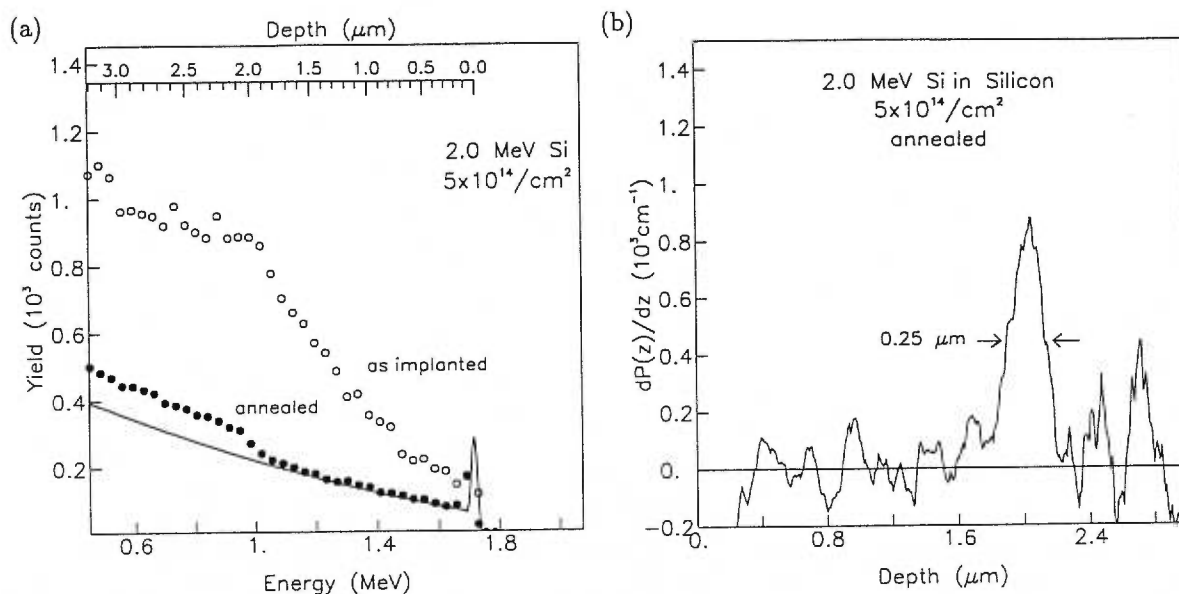 (a)
Depth (μm)
3.0 2.5 2.0 1.5 1.0 0.5 0.0
1.4
1.2
1.
0.8
0.6
0.4
0.2
Yield (10³ counts)
2.0 MeV Si
5x10¹⁴/cm²
as implanted
annealed
0.6 1. 1.4 1.8
Energy (MeV)
(b)
1.4
1.2
1.
0.8
0.6
0.4
0.2
0.
−0.2
dP(z)/dz (10³cm⁻¹)
2.0 MeV Si in Silicon
5x10¹⁴/cm²
annealed
0.25 μm
0. 0.8 1.6 2.4
Depth (μm)